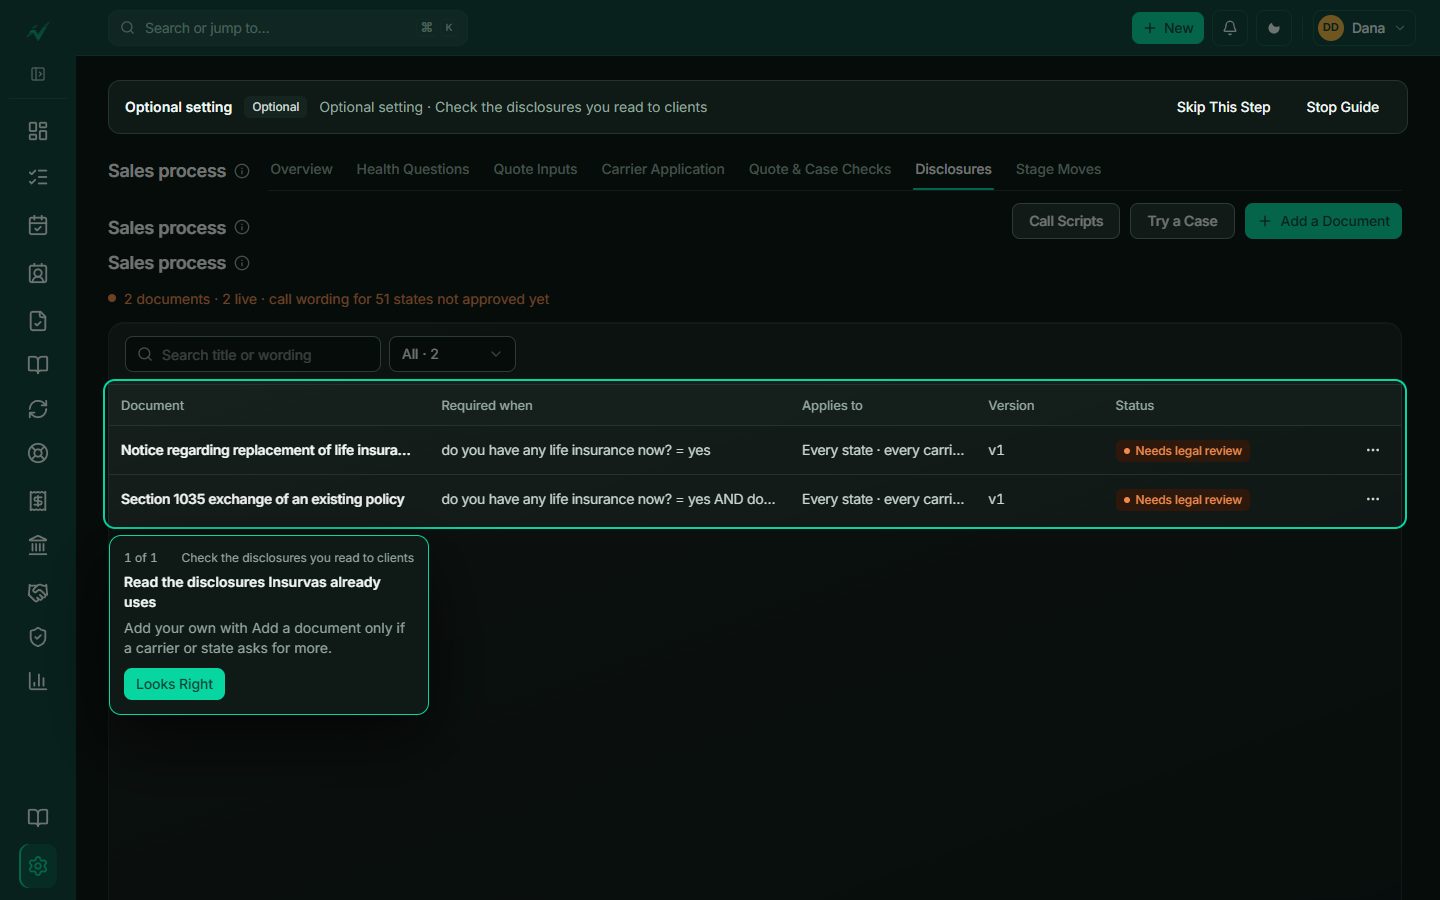 Search or jump to...
⌘ K
New
DD
Dana
Optional setting
Optional
Optional setting · Check the disclosures you read to clients
Skip This Step
Stop Guide
Sales process
Overview
Health Questions
Quote Inputs
Carrier Application
Quote & Case Checks
Disclosures
Stage Moves
Sales process
Call Scripts
Try a Case
Add a Document
Sales process
2 documents · 2 live · call wording for 51 states not approved yet
Search title or wording
All · 2
Document
Required when
Applies to
Version
Status
Notice regarding replacement of life insura...
do you have any life insurance now? = yes
Every state · every carri...
v1
Needs legal review
Section 1035 exchange of an existing policy
do you have any life insurance now? = yes AND do...
Every state · every carri...
v1
Needs legal review
1 of 1
Check the disclosures you read to clients
Read the disclosures Insurvas already
uses
Add your own with Add a document only if
a carrier or state asks for more.
Looks Right